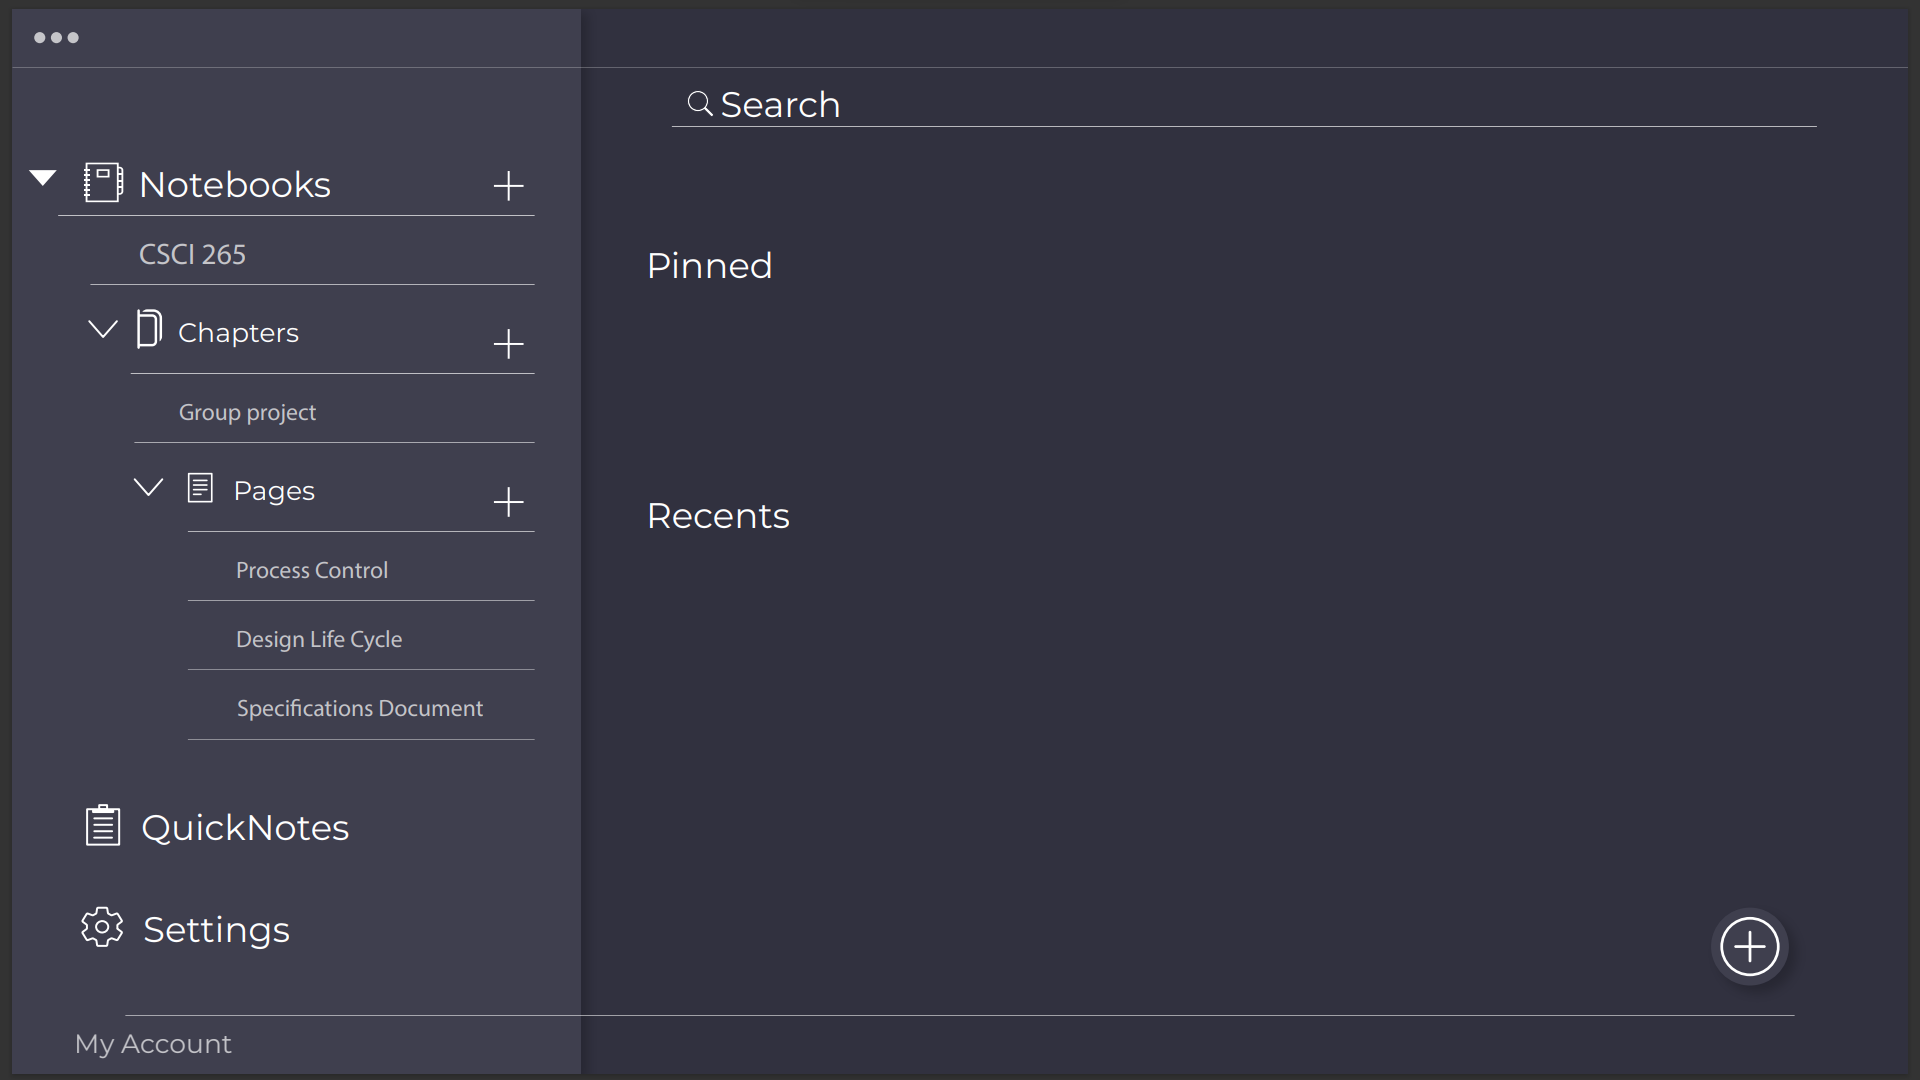 Search
Notebooks
CSCI 265
Chapters
Group project
Pages
Process Control
Design Life Cycle
Specifications Document
QuickNotes
Settings
My Account
Pinned
Recents